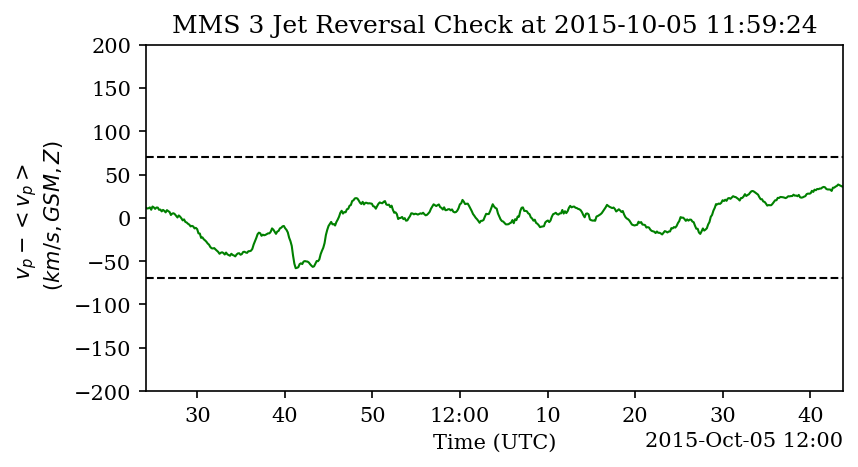 MMS 3 Jet Reversal Check at 2015-10-05 11:59:24
200
150
100
50
0
−50
−100
−150
−200
v_p − < v_p >
(km/s, GSM, Z)
30 40 50 12:00 10 20 30 40
Time (UTC)
2015-Oct-05 12:00